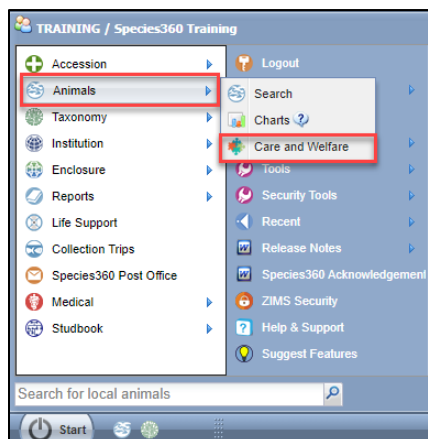 TRAINING / Species360 Training
Accession
Animals
Taxonomy
Institution
Enclosure
Reports
Life Support
Collection Trips
Species360 Post Office
Medical
Studbook
Logout
Search
Charts
Care and Welfare
Tools
Security Tools
Recent
Release Notes
Species360 Acknowledgement
ZIMS Security
Help & Support
Suggest Features
Search for local animals
Start